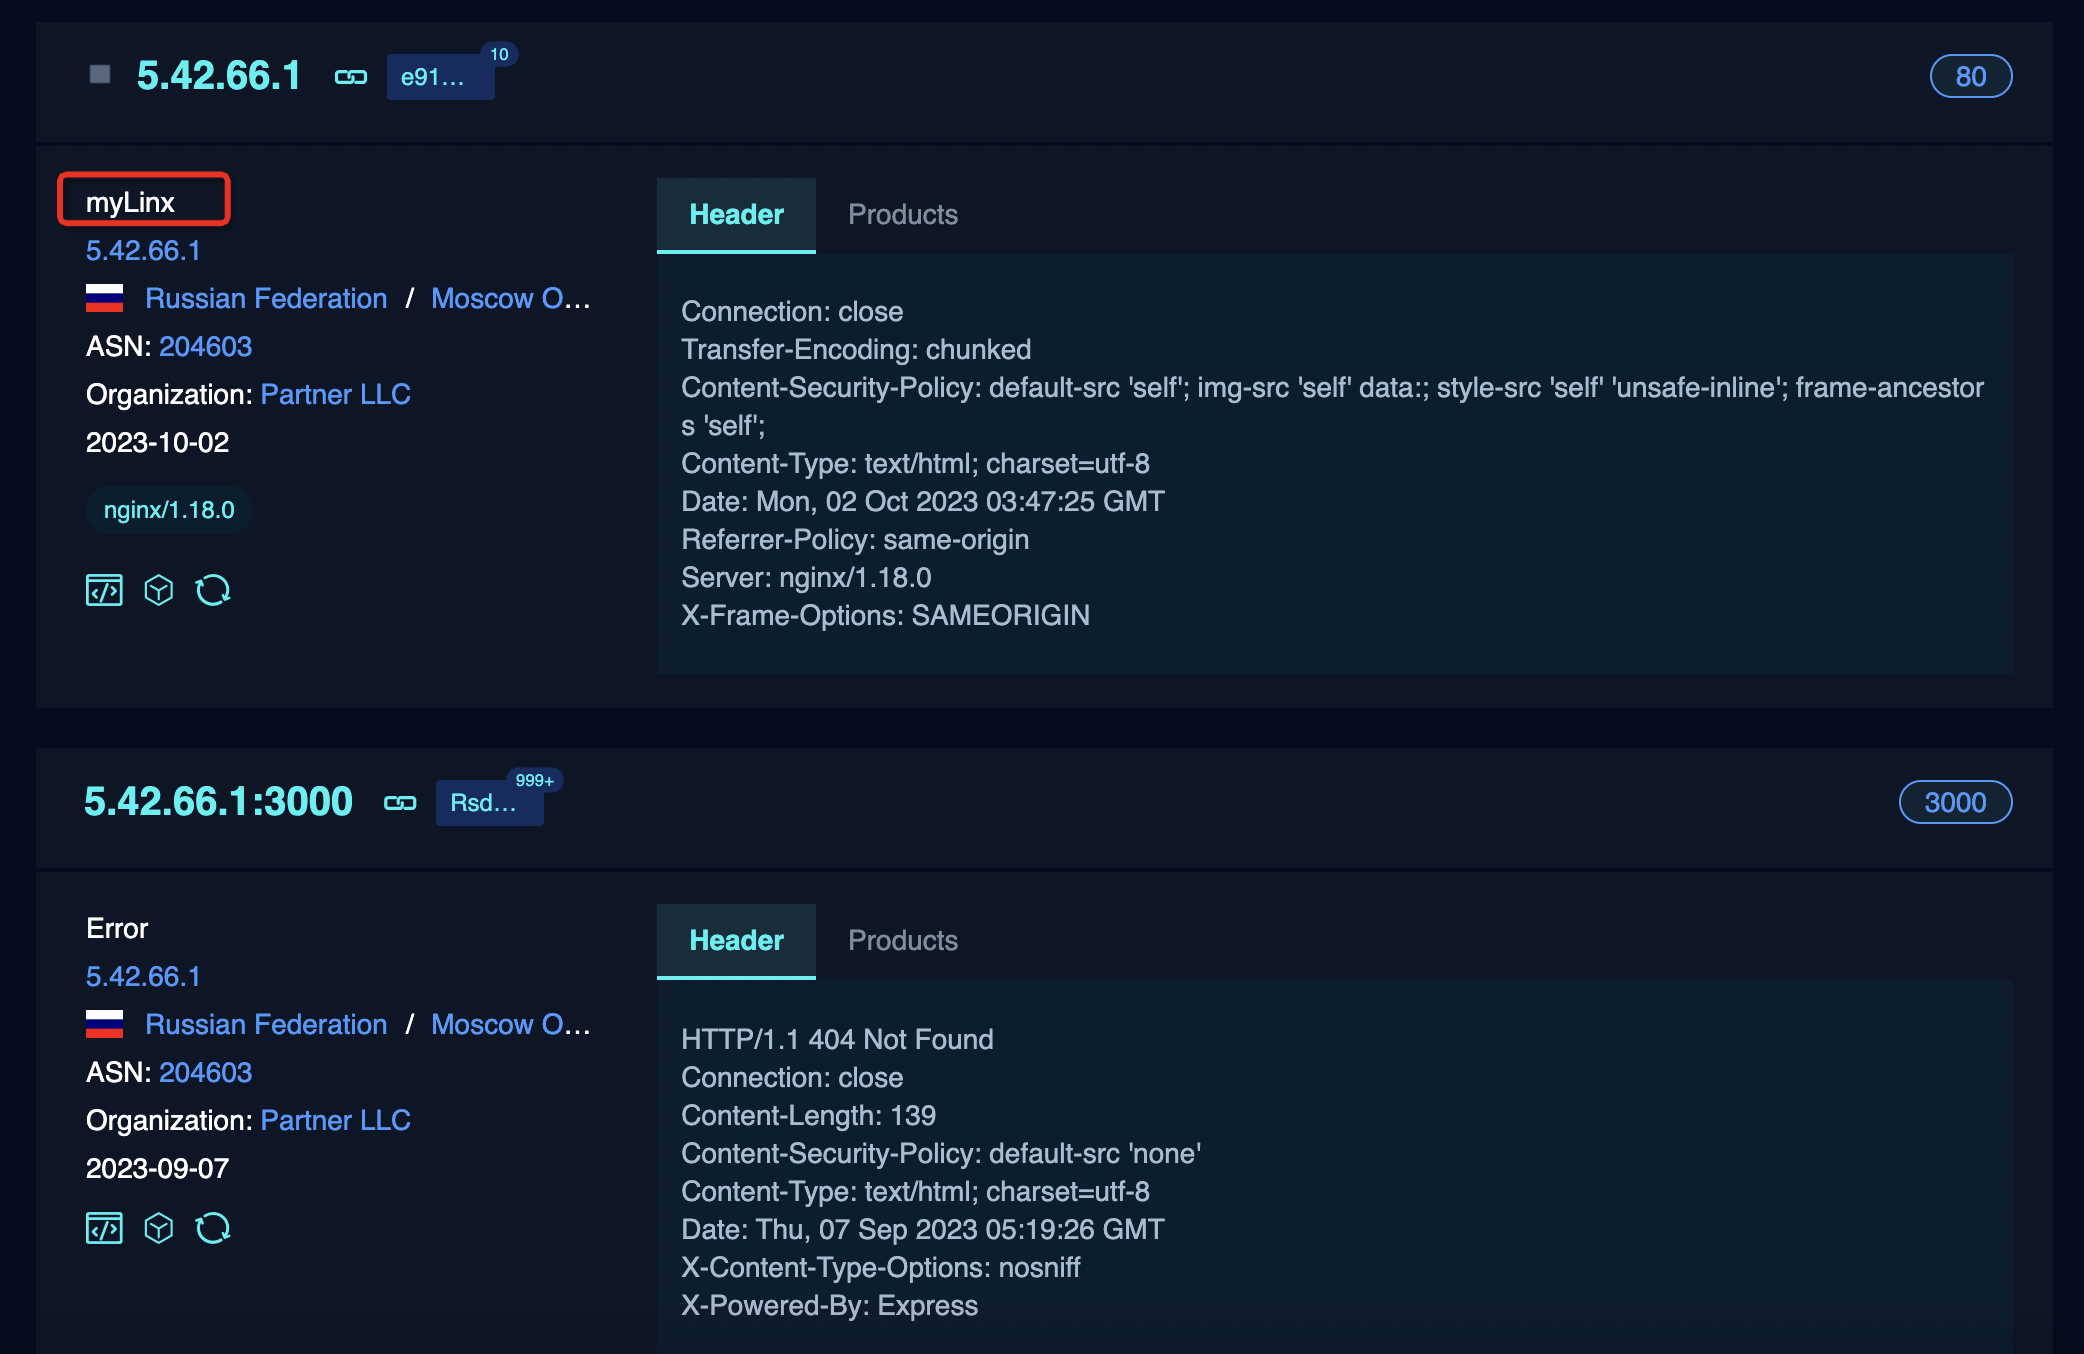 5.42.66.1 e91... 10 80
myLinx
5.42.66.1
Russian Federation / Moscow O...
ASN: 204603
Organization: Partner LLC
2023-10-02
nginx/1.18.0
Header Products
Connection: close
Transfer-Encoding: chunked
Content-Security-Policy: default-src 'self'; img-src 'self' data:; style-src 'self' 'unsafe-inline'; frame-ancestor
s 'self';
Content-Type: text/html; charset=utf-8
Date: Mon, 02 Oct 2023 03:47:25 GMT
Referrer-Policy: same-origin
Server: nginx/1.18.0
X-Frame-Options: SAMEORIGIN
5.42.66.1:3000 Rsd... 999+ 3000
Error
5.42.66.1
Russian Federation / Moscow O...
ASN: 204603
Organization: Partner LLC
2023-09-07
Header Products
HTTP/1.1 404 Not Found
Connection: close
Content-Length: 139
Content-Security-Policy: default-src 'none'
Content-Type: text/html; charset=utf-8
Date: Thu, 07 Sep 2023 05:19:26 GMT
X-Content-Type-Options: nosniff
X-Powered-By: Express